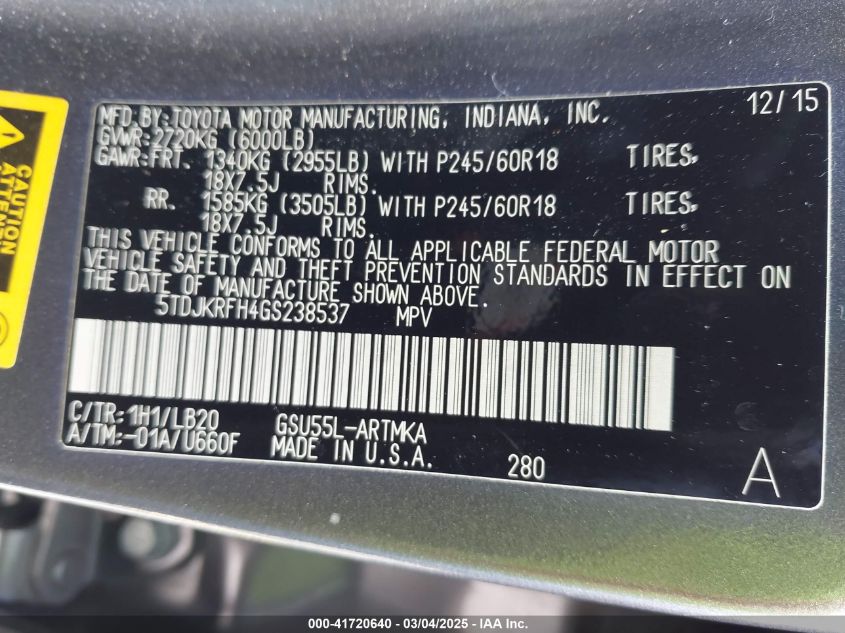 CAUTION
MFD.BY:TOYOTA MOTOR MANUFACTURING, INDIANA, INC. 12/15
GVWR:2720KG (6000LB)
GAWR:FRT. 1340KG (2955LB) WITH P245/60R18 TIRES,
18X7.5J RIMS.
RR. 1585KG (3505LB) WITH P245/60R18 TIRES,
18X7.5J RIMS.
THIS VEHICLE CONFORMS TO ALL APPLICABLE FEDERAL MOTOR
VEHICLE SAFETY AND THEFT PREVENTION STANDARDS IN EFFECT ON
THE DATE OF MANUFACTURE SHOWN ABOVE.
5TDJKRFH4GS238537 MPV
C/TR:1H1/LB20 GSU55L-ARTMKA
A/TM:-01A/U660F MADE IN U.S.A. 280 A
000-41720640 - 03/04/2025 - IAA Inc.